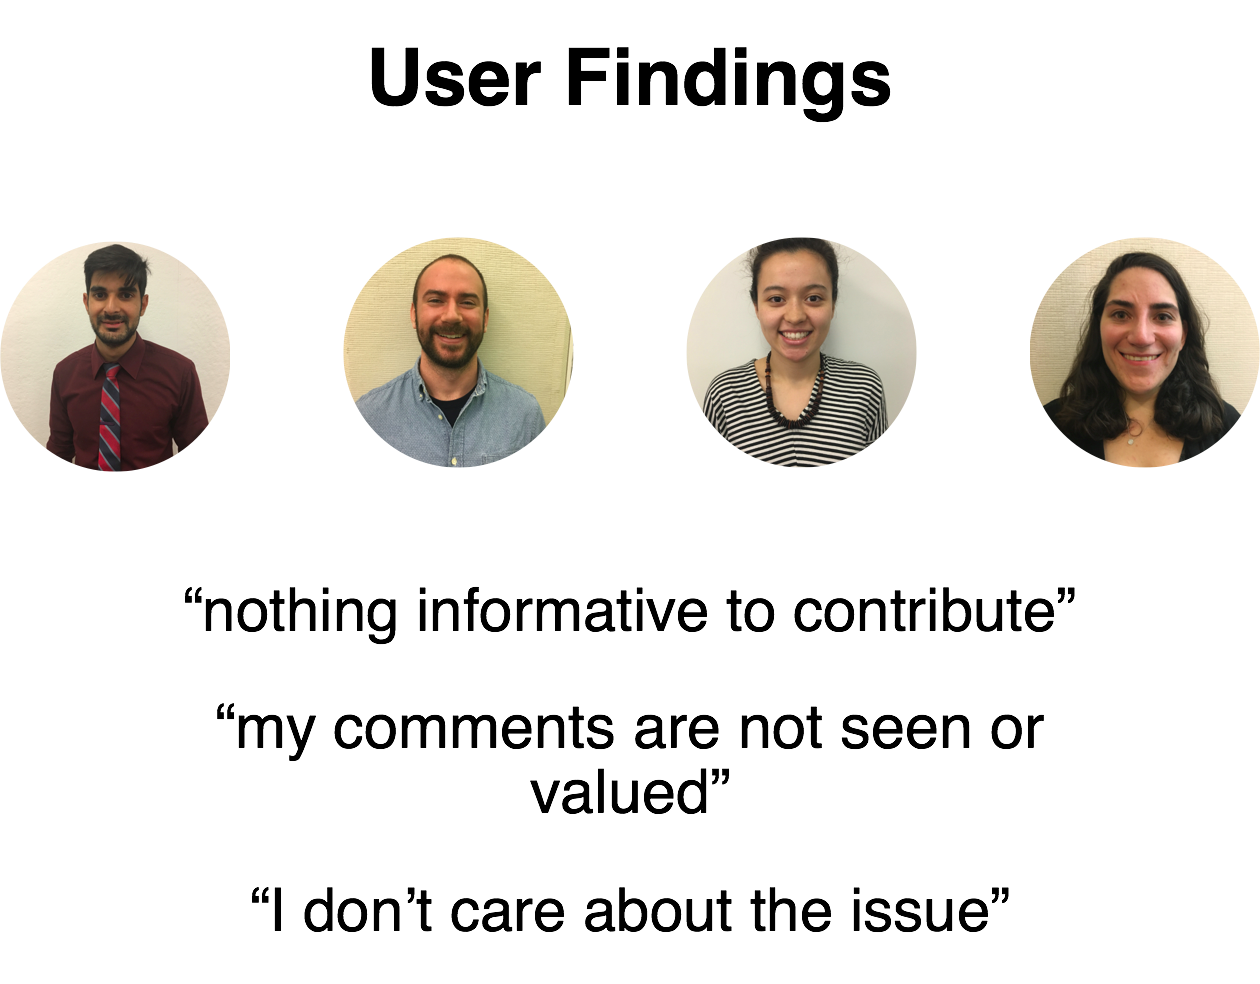 User Findings
“nothing informative to contribute”
“my comments are not seen or
valued”
“I don’t care about the issue”